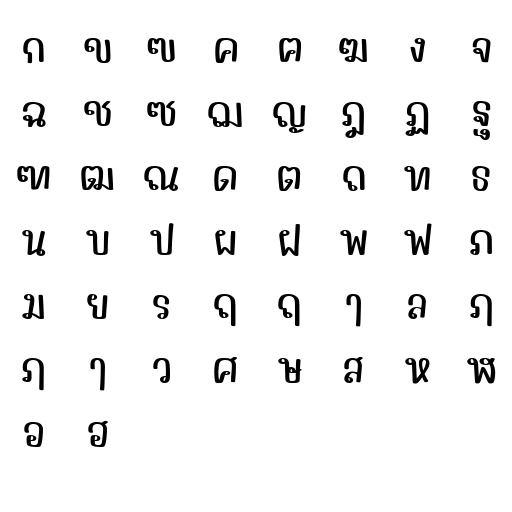 ก ข ฃ ค ฅ ฆ ง จ
ฉ ช ซ ฌ ญ ฎ ฏ ฐ
ฑ ฒ ณ ด ต ถ ท ธ
น บ ป ผ ฝ พ ฟ ภ
ม ย ร ฤ ฤ ๅ ล ฦ
ฦ ๅ ว ศ ษ ส ห ฬ
อ ฮ